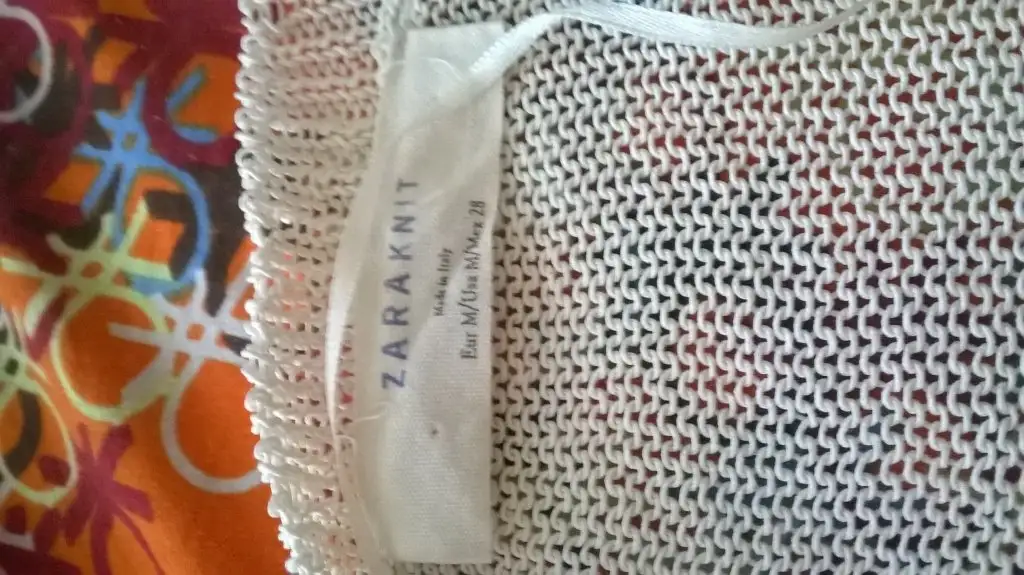 ZARAKNIT
Made in Italy
Eur M/Usa M/Mex 28